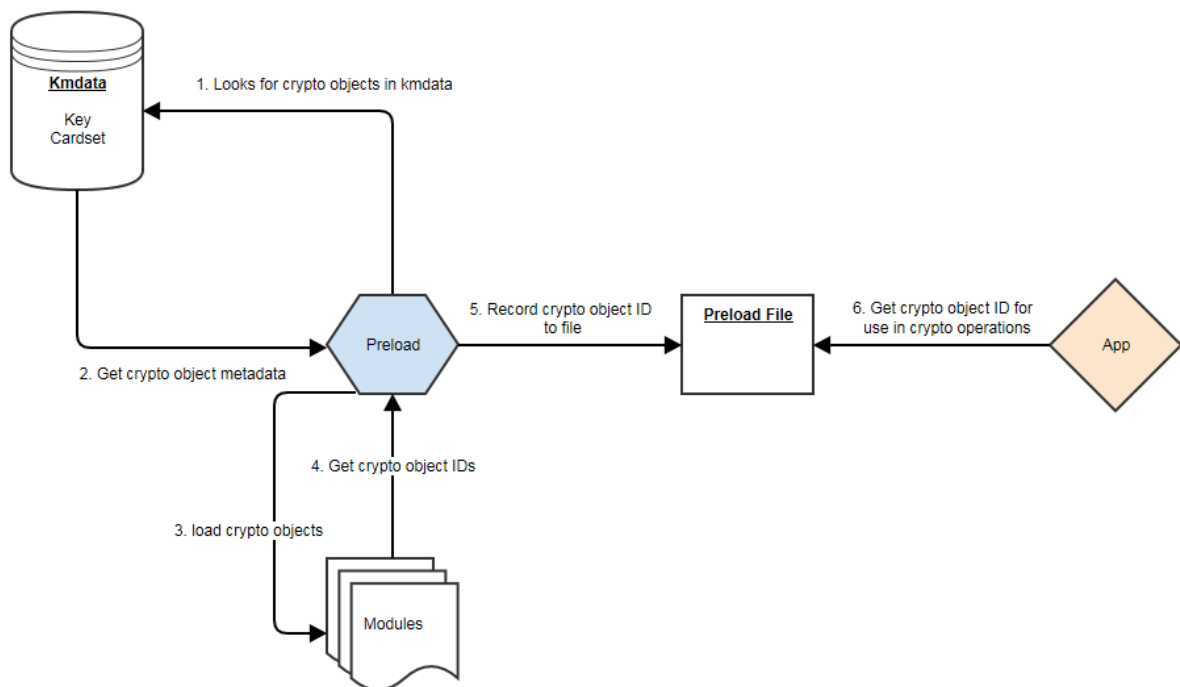 Kmdata
Key
Cardset
1. Looks for crypto objects in kmdata
2. Get crypto object metadata
Preload
5. Record crypto object ID
to file
Preload File
6. Get crypto object ID for
use in crypto operations
App
4. Get crypto object IDs
3. load crypto objects
Modules